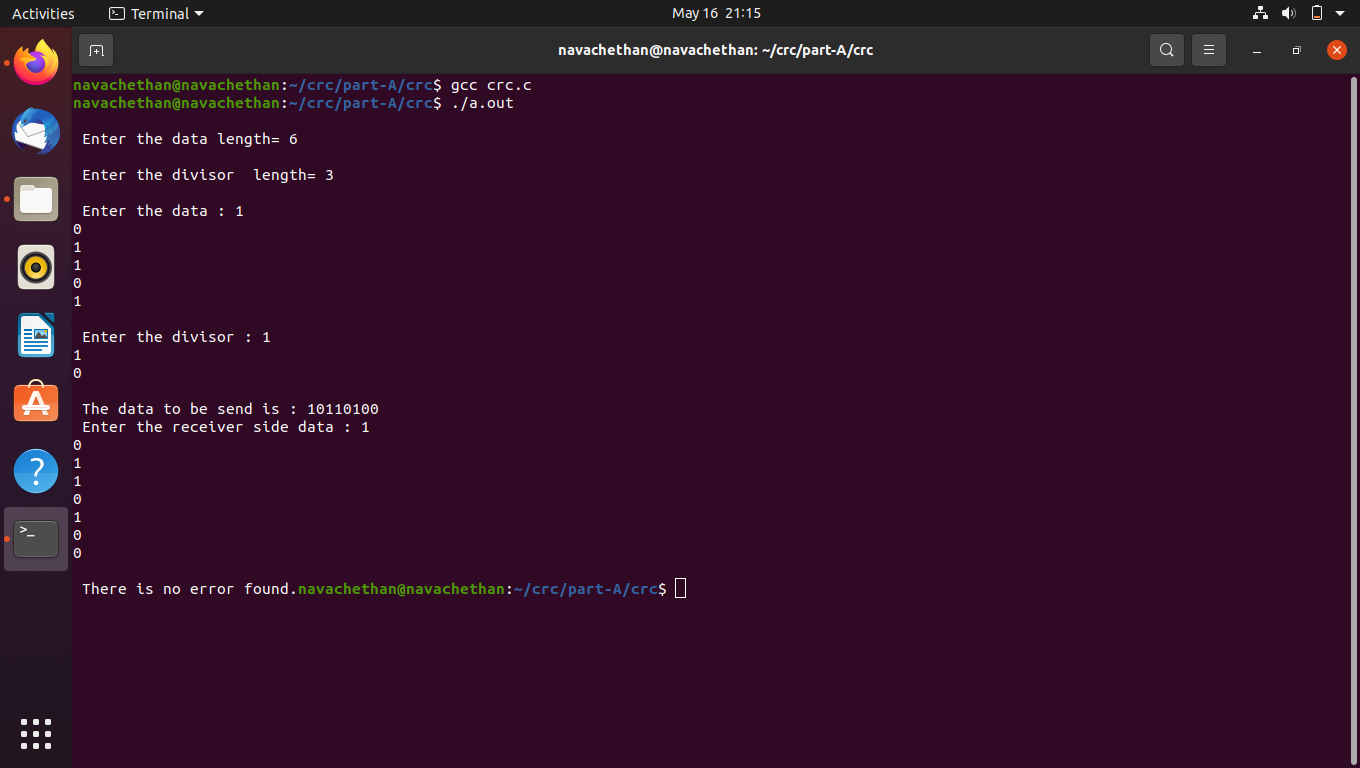 Activities Terminal May 16 21:15
navachethan@navachethan: ~/crc/part-A/crc
navachethan@navachethan:~/crc/part-A/crc$ gcc crc.c
navachethan@navachethan:~/crc/part-A/crc$ ./a.out
Enter the data length= 6
Enter the divisor  length= 3
Enter the data : 1
0
1
1
0
1
Enter the divisor : 1
1
0
The data to be send is : 10110100
Enter the receiver side data : 1
0
1
1
0
1
0
0
There is no error found.navachethan@navachethan:~/crc/part-A/crc$